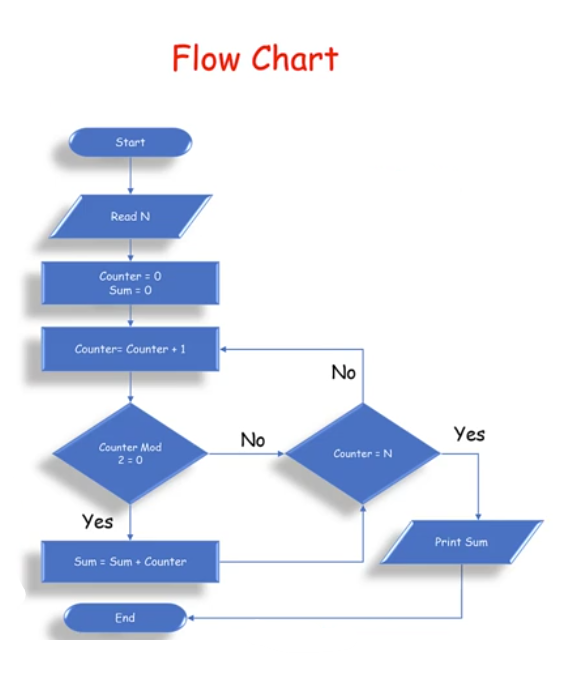 Flow Chart
Start
Read N
Counter = 0
Sum = 0
Counter= Counter + 1
No
Counter Mod
2 = 0
No
Counter = N
Yes
Yes
Print Sum
Sum = Sum + Counter
End